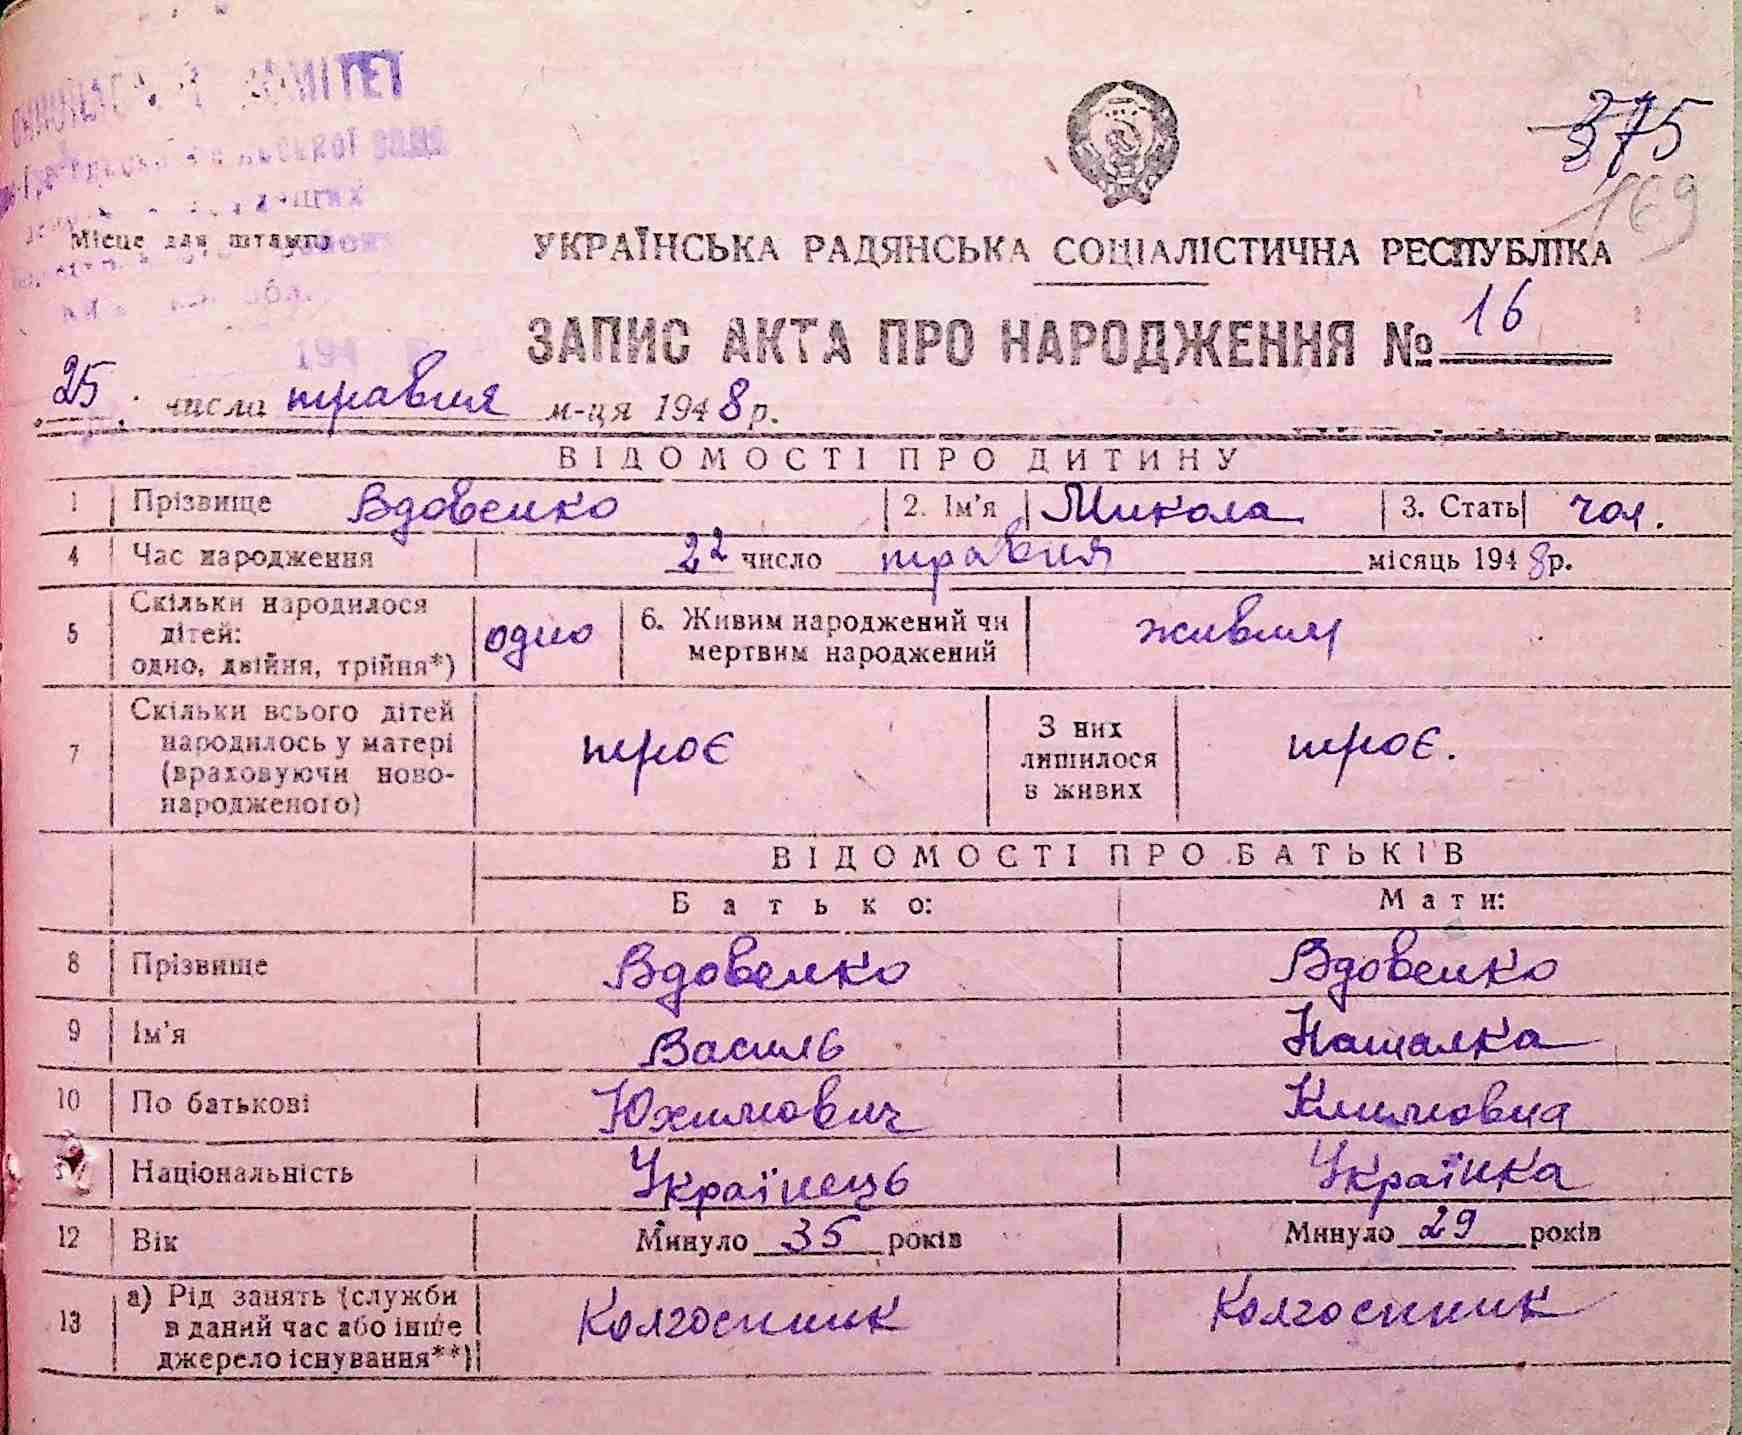 КОМІТЕТ
375
169
Місце для штампа
УКРАЇНСЬКА РАДЯНСЬКА СОЦІАЛІСТИЧНА РЕСПУБЛІКА
ЗАПИС АКТА ПРО НАРОДЖЕННЯ № 16
194
25 числа травня м-ця 1948 р.
ВІДОМОСТІ ПРО ДИТИНУ
1 Прізвище Вдовенко 2. Ім'я Микола 3. Стать чол.
4 Час народження 22 число травня місяць 1948 р.
5 Скільки народилося дітей: одно, двійня, трійня*) одно 6. Живим народжений чи мертвим народжений живим
7 Скільки всього дітей народилось у матері (враховуючи новонародженого) троє З них лишилося в живих троє.
ВІДОМОСТІ ПРО БАТЬКІВ
Батько: Мати:
8 Прізвище Вдовенко Вдовенко
9 Ім'я Василь Наталка
10 По батькові Юхимович Климовна
Національність Українець Українка
12 Вік Минуло 35 років Минуло 29 років
13 а) Рід занять (служби в даний час або інше джерело існування**) Колгоспник Колгоспник